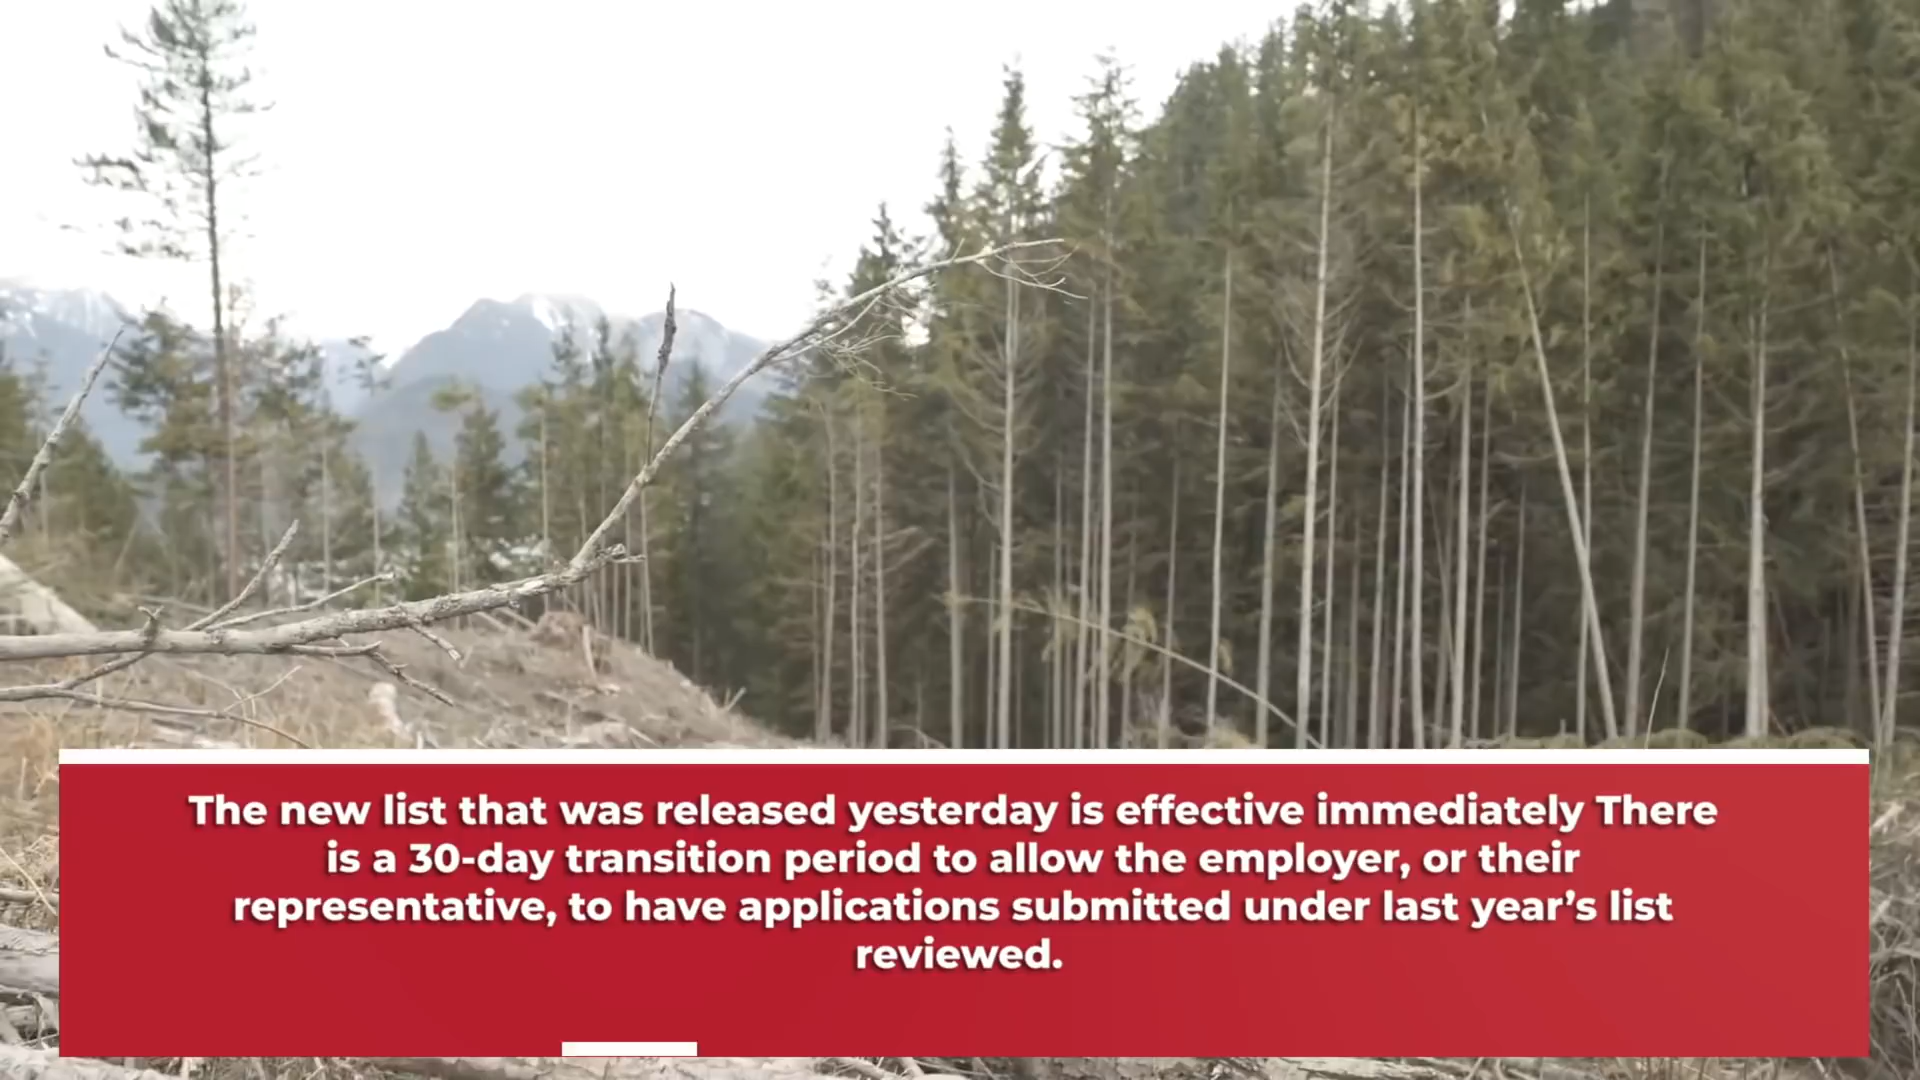 The new list that was released yesterday is effective immediately There
is a 30-day transition period to allow the employer, or their
representative, to have applications submitted under last year’s list
reviewed.